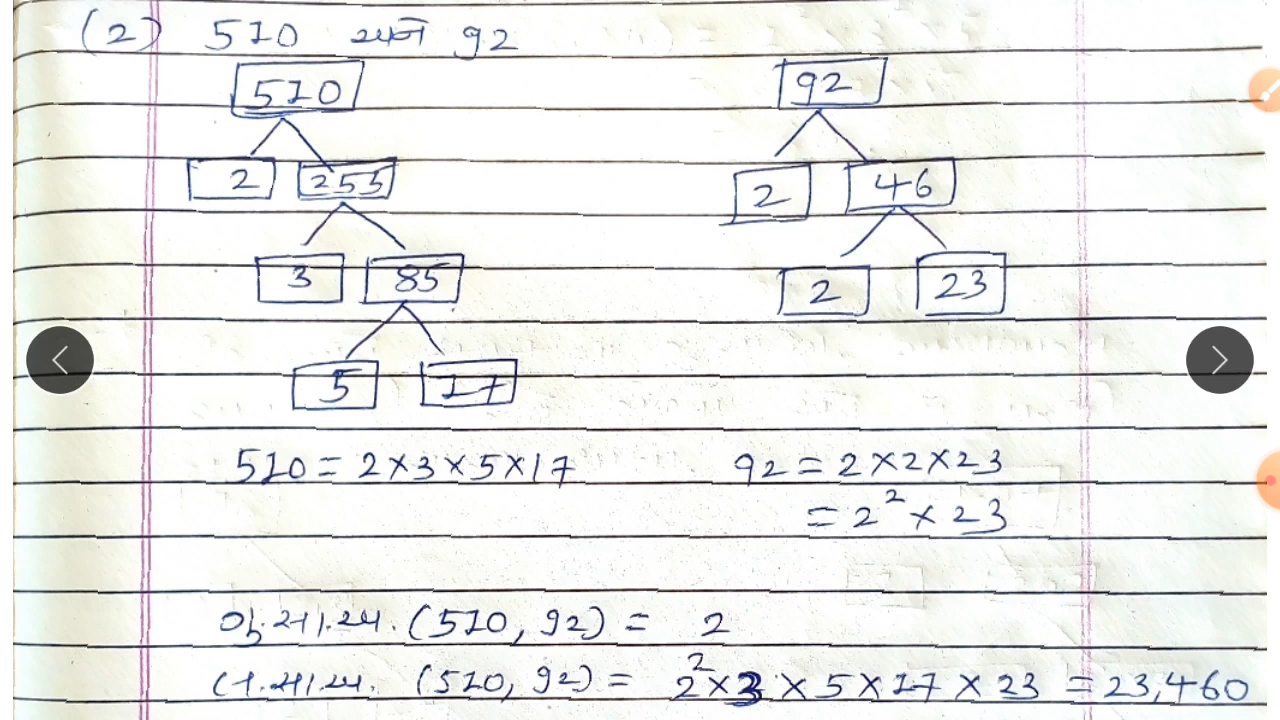 (2) 510 અને 92
510 92
2 255 2 46
3 85 2 23
5 17
510 = 2×3×5×17 92 = 2×2×23
= 2² × 23
ગુ.સા.અ. (510, 92) = 2
લ.સા.અ. (510, 92) = 2² × 3 × 5 × 17 × 23 = 23,460